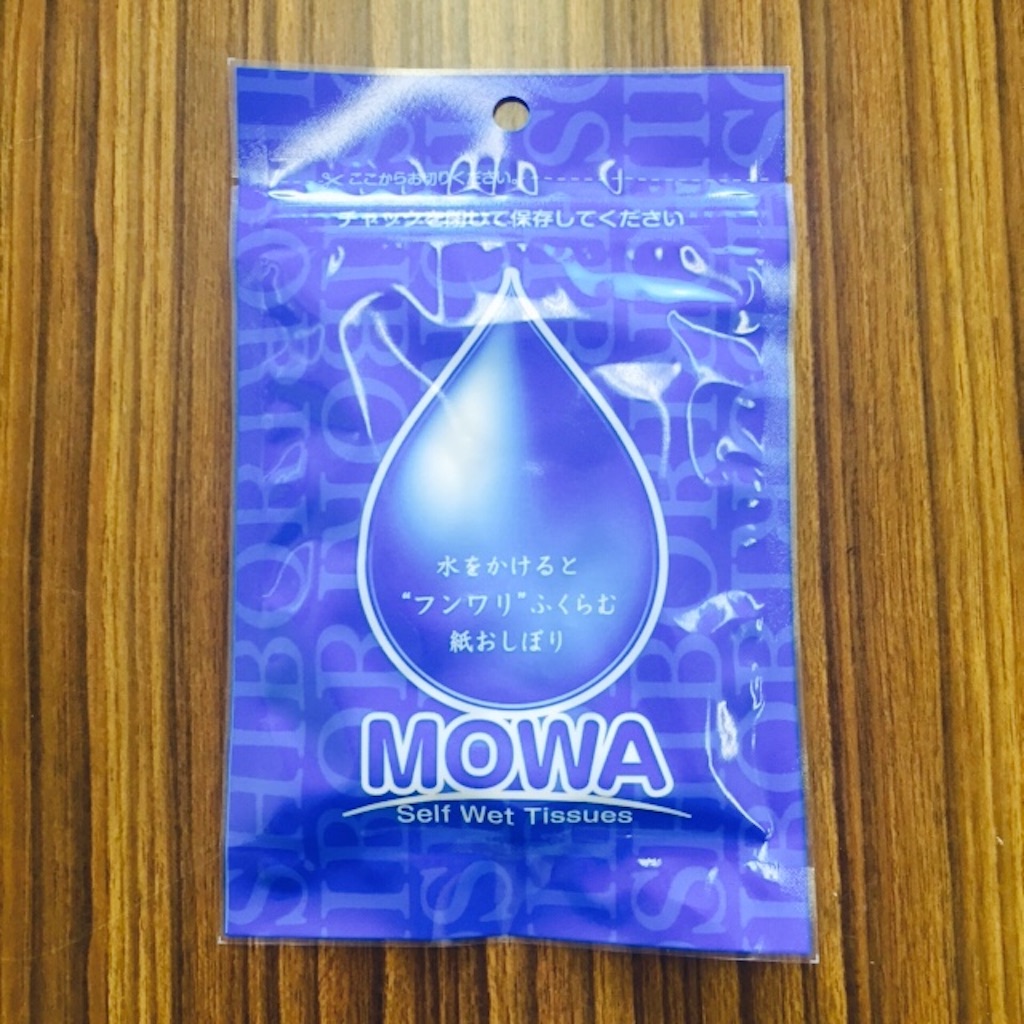 ここからお切りください。
チャックを閉じて保存してください
水をかけると
“フンワリ”ふくらむ
紙おしぼり
MOWA
Self Wet Tissues